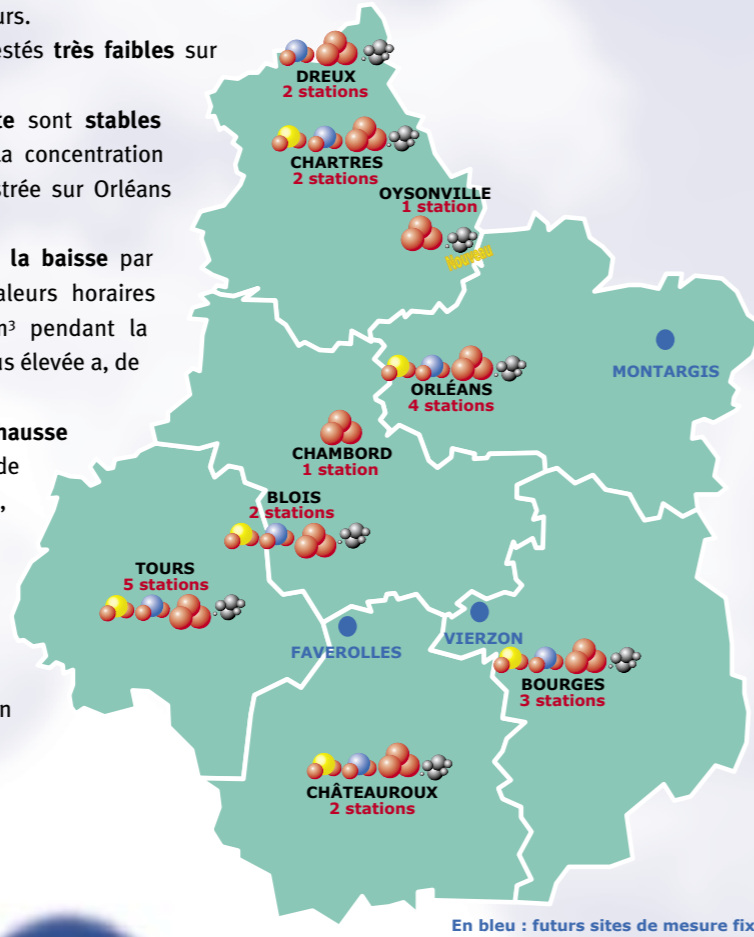 urs.
estés très faibles sur
te sont stables
la concentration
strée sur Orléans
la baisse par
aleurs horaires
m³ pendant la
us élevée a, de
hausse
de
,
n
DREUX
2 stations
CHARTRES
2 stations
OYSONVILLE
1 station
Nouveau
MONTARGIS
ORLÉANS
4 stations
CHAMBORD
1 station
BLOIS
2 stations
TOURS
5 stations
FAVEROLLES
VIERZON
BOURGES
3 stations
CHÂTEAUROUX
2 stations
En bleu : futurs sites de mesure fix